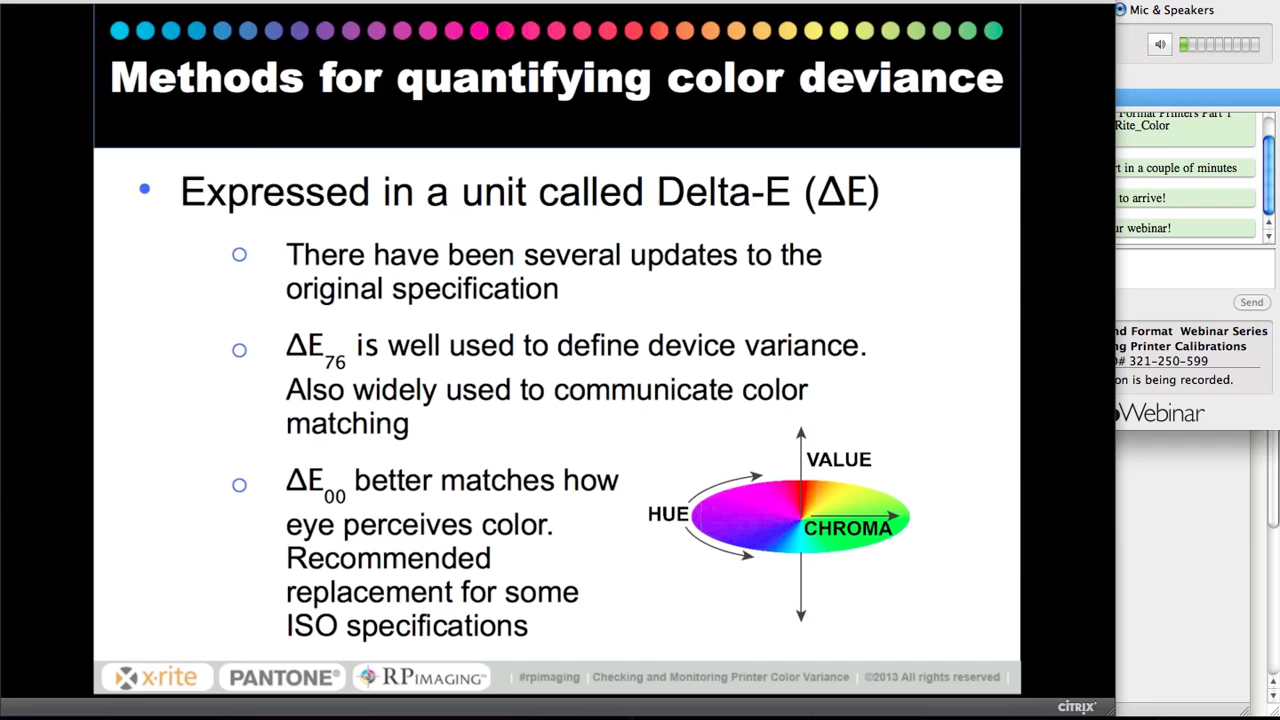 Methods for quantifying color deviance
Expressed in a unit called Delta-E (ΔE)
There have been several updates to the
original specification
ΔE76 is well used to define device variance.
Also widely used to communicate color
matching
ΔE00 better matches how
eye perceives color.
Recommended
replacement for some
ISO specifications
VALUE
HUE
CHROMA
x·rite
PANTONE®
RPIMAGING™
#rpimaging
Checking and Monitoring Printer Color Variance
©2013 All rights reserved
CITRIX
Mic & Speakers
Format Printers Part 1
Rite_Color
rt in a couple of minutes
to arrive!
ur webinar!
Send
nd Format Webinar Series
ng Printer Calibrations
D# 321-250-599
on is being recorded.
oWebinar